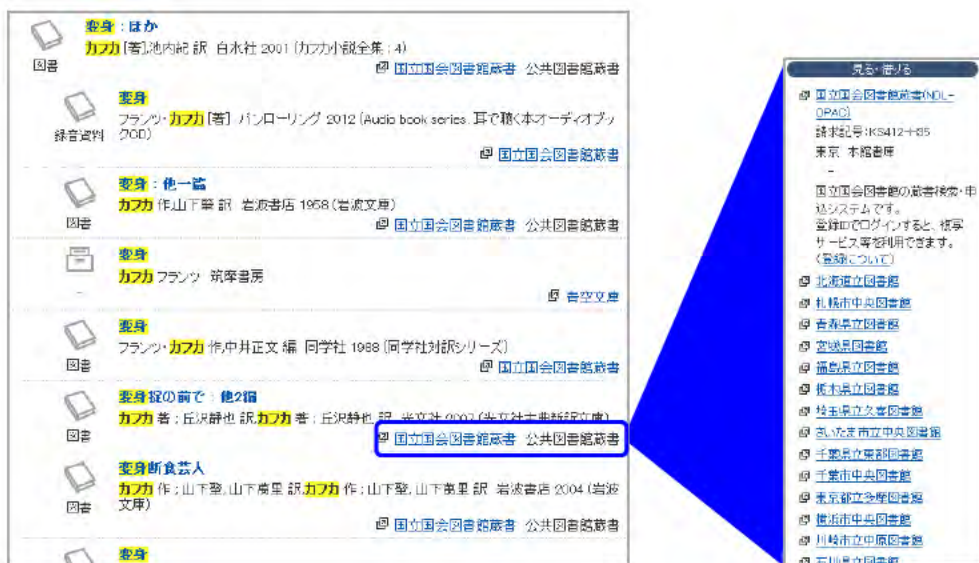 変身 : ほか
カフカ [著],池内紀 訳 白水社 2001 (カフカ小説全集 ; 4)
図書
国立国会図書館蔵書 公共図書館蔵書
変身
フランツ・カフカ [著] パンローリング 2012 (Audio book series. 耳で聴く本オーディオブックCD)
録音資料
国立国会図書館蔵書
変身 : 他一篇
カフカ 作,山下肇 訳 岩波書店 1958 (岩波文庫)
図書
国立国会図書館蔵書 公共図書館蔵書
変身
カフカ フランツ 筑摩書房
青空文庫
変身
フランツ・カフカ 作,中井正文 編 同学社 1988 (同学社対訳シリーズ)
図書
国立国会図書館蔵書
変身掟の前で : 他2編
カフカ 著 ; 丘沢静也 訳,カフカ 著 ; 丘沢静也 訳 光文社 2007 (光文社古典新訳文庫)
図書
国立国会図書館蔵書 公共図書館蔵書
変身断食芸人
カフカ 作 ; 山下肇, 山下萬里 訳,カフカ 作 ; 山下肇, 山下萬里 訳 岩波書店 2004 (岩波文庫)
図書
国立国会図書館蔵書 公共図書館蔵書
変身
見る・借りる
国立国会図書館蔵書(NDL-
OPAC)
請求記号:KS412-H35
東京 本館書庫
-
国立国会図書館の蔵書検索・申
込システムです。
登録IDでログインすると、複写
サービス等を利用できます。
(登録について)
北海道立図書館
札幌市中央図書館
青森県立図書館
宮城県図書館
福島県立図書館
栃木県立図書館
埼玉県立久喜図書館
さいたま市立中央図書館
千葉県立東部図書館
千葉市中央図書館
東京都立多摩図書館
横浜市中央図書館
川崎市立中原図書館
石川県立図書館